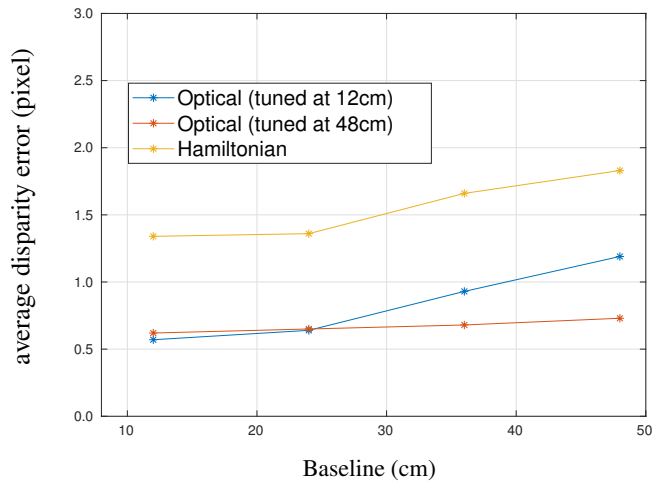 3.0
2.5
2.0
1.5
1.0
0.5
0.0
average disparity error (pixel)
Optical (tuned at 12cm)
Optical (tuned at 48cm)
Hamiltonian
10 20 30 40 50
Baseline (cm)